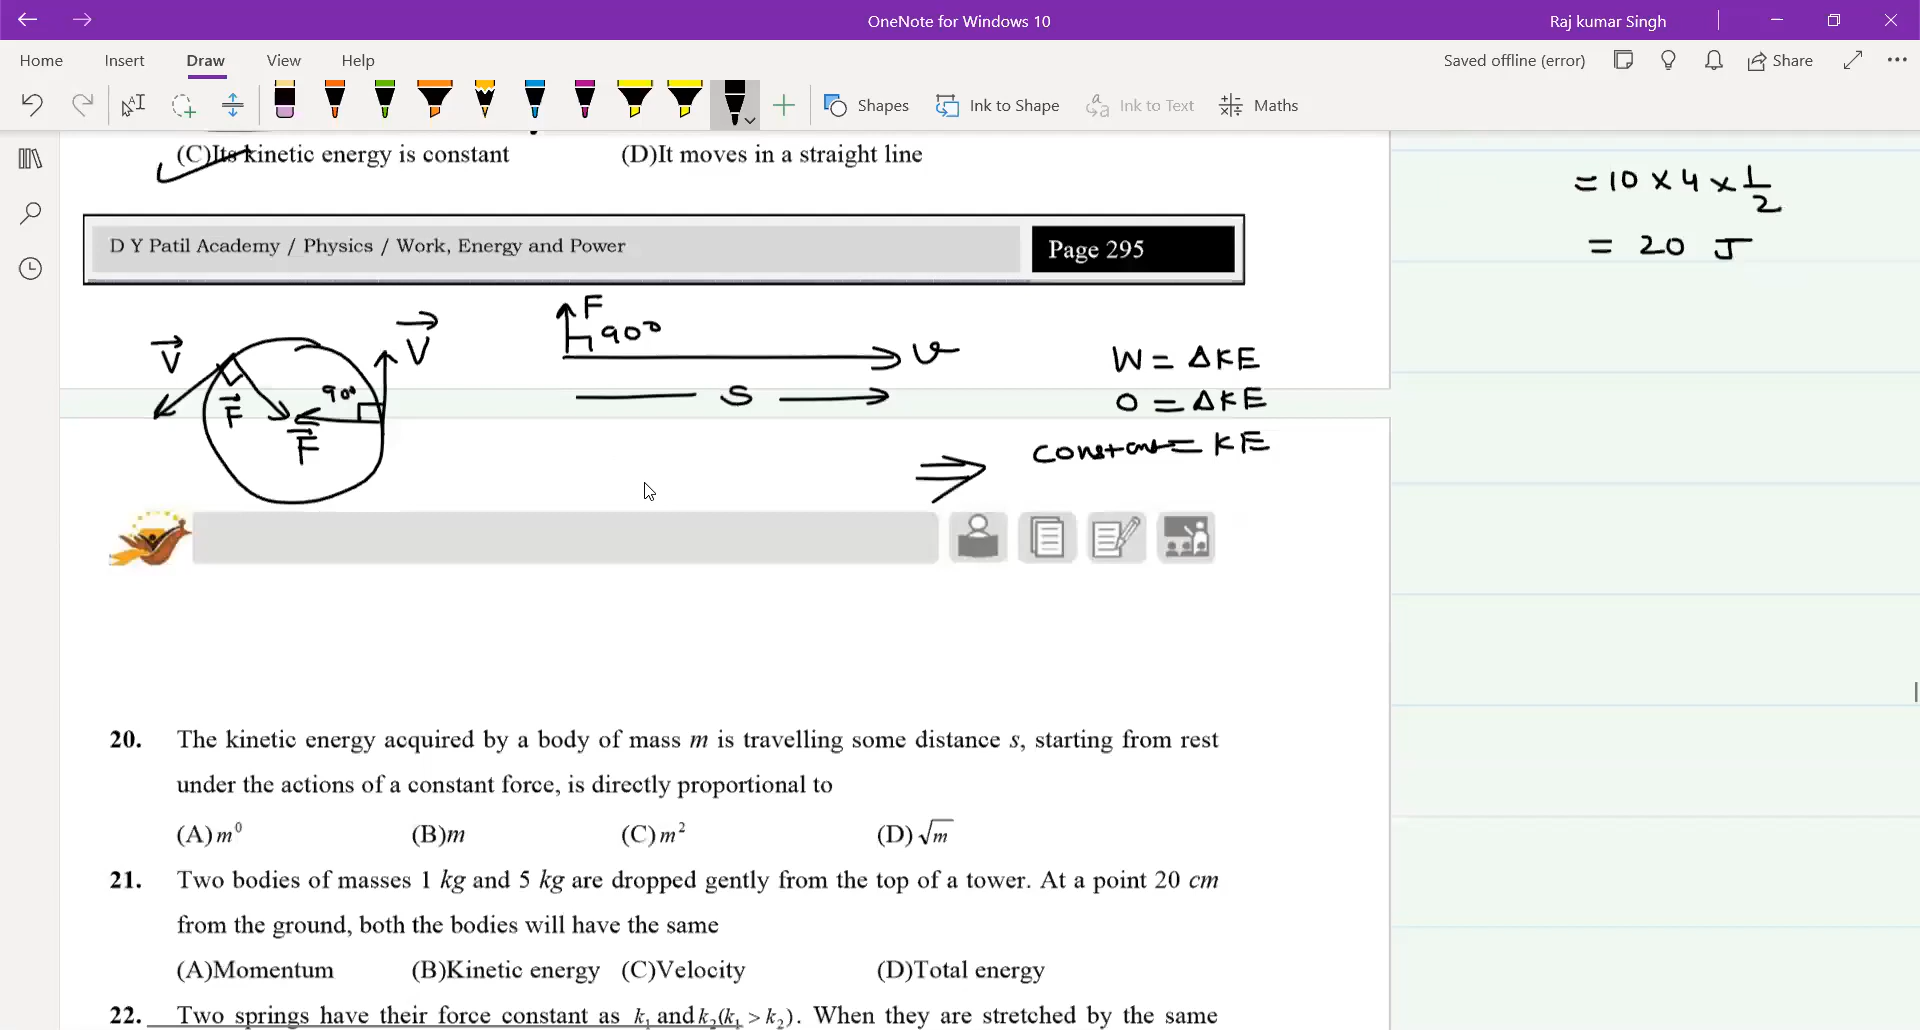 OneNote for Windows 10
Raj kumar Singh
Home Insert Draw View Help
Saved offline (error) Share
Shapes Ink to Shape Ink to Text Maths
(C)Its kinetic energy is constant (D)It moves in a straight line
= 10 × 4 × 1/2
= 20 J
D Y Patil Academy / Physics / Work, Energy and Power Page 295
V V F 90° v
W = ΔKE
F 90° S
0 = ΔKE
F
constant = KE
⇒
20. The kinetic energy acquired by a body of mass m is travelling some distance s, starting from rest
under the actions of a constant force, is directly proportional to
(A) m⁰ (B)m (C) m² (D) √m
21. Two bodies of masses 1 kg and 5 kg are dropped gently from the top of a tower. At a point 20 cm
from the ground, both the bodies will have the same
(A)Momentum (B)Kinetic energy (C)Velocity (D)Total energy
22. Two springs have their force constant as k₁ and k₂(k₁ > k₂). When they are stretched by the same